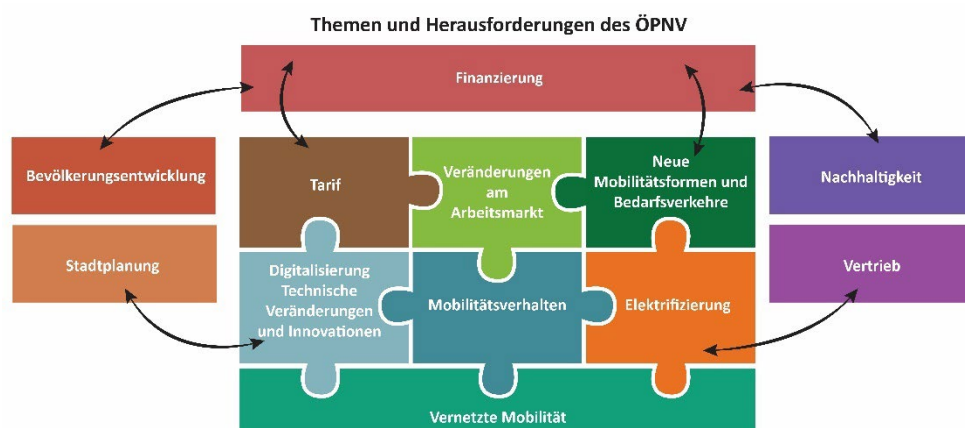 Themen und Herausforderungen des ÖPNV
Finanzierung
Bevölkerungsentwicklung
Tarif
Veränderungen
am
Arbeitsmarkt
Neue
Mobilitätsformen und
Bedarfsverkehre
Nachhaltigkeit
Stadtplanung
Digitalisierung
Technische
Veränderungen
und Innovationen
Mobilitätsverhalten
Elektrifizierung
Vertrieb
Vernetzte Mobilität